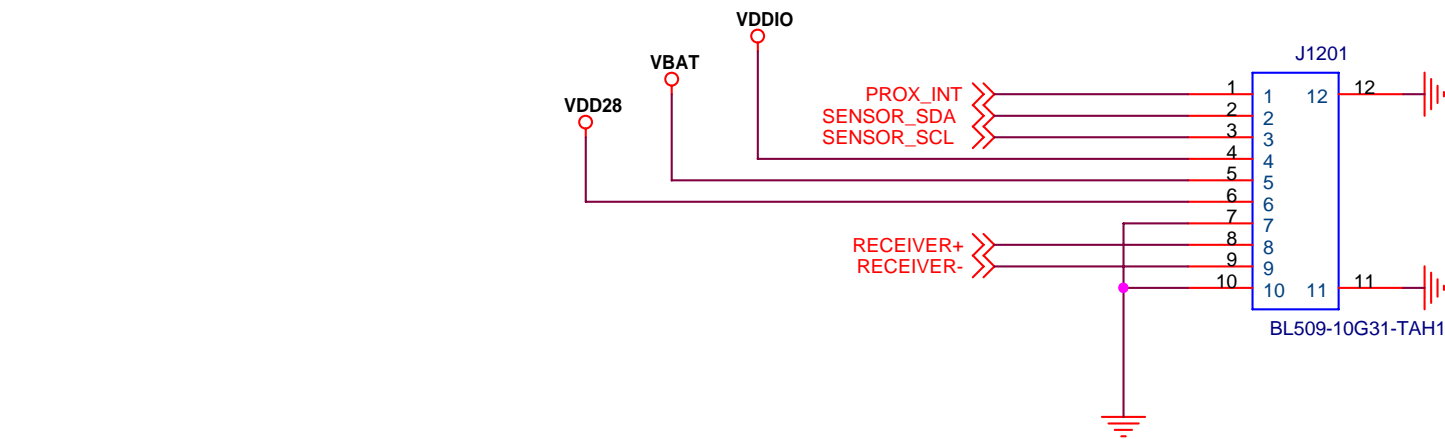 VDDIO
VBAT
VDD28
J1201
PROX_INT 1 1 12 12
SENSOR_SDA 2 2
SENSOR_SCL 3 3
4 4
5 5
6 6
7 7
RECEIVER+ 8 8
RECEIVER- 9 9
10 10 11 11
BL509-10G31-TAH1